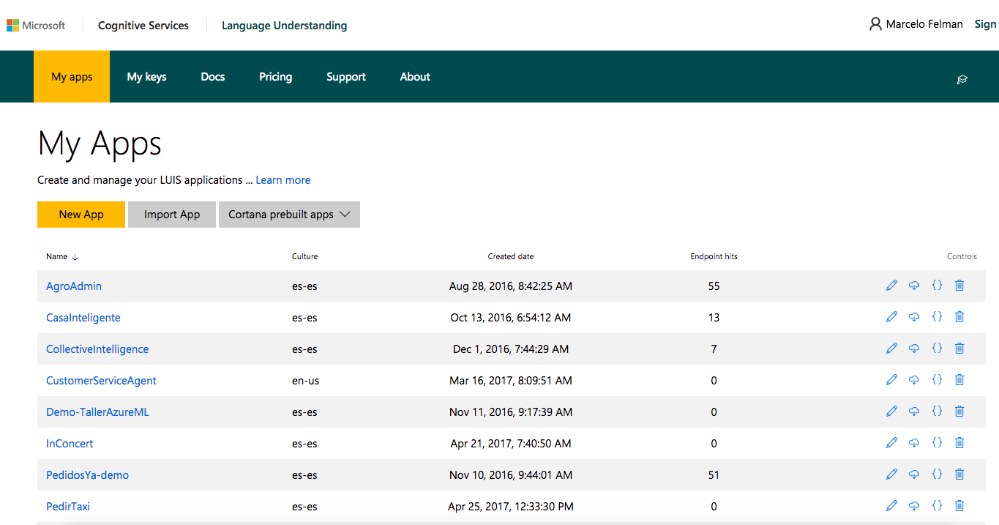 Microsoft Cognitive Services Language Understanding Marcelo Felman Sign
My apps My keys Docs Pricing Support About
My Apps
Create and manage your LUIS applications ... Learn more
New App Import App Cortana prebuilt apps
Name ↓ Culture Created date Endpoint hits Controls
AgroAdmin es-es Aug 28, 2016, 8:42:25 AM 55
CasaInteligente es-es Oct 13, 2016, 6:54:12 AM 13
CollectiveIntelligence es-es Dec 1, 2016, 7:44:29 AM 7
CustomerServiceAgent en-us Mar 16, 2017, 8:09:51 AM 0
Demo-TallerAzureML es-es Nov 11, 2016, 9:17:39 AM 0
InConcert es-es Apr 21, 2017, 7:40:50 AM 0
PedidosYa-demo es-es Nov 10, 2016, 9:44:01 AM 51
PedirTaxi es-es Apr 25, 2017, 12:33:30 PM 0